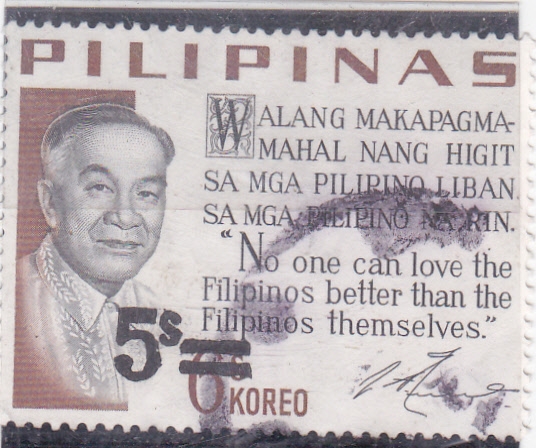 PILIPINAS
WALANG MAKAPAGMA-
MAHAL NANG HIGIT
SA MGA PILIPINO LIBAN
SA MGA PILIPINO NA RIN.
"No one can love the
Filipinos better than the
Filipinos themselves."
5s
6s KOREO